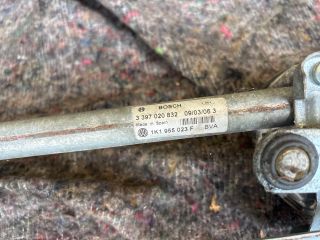 BOSCH
3 397 020 832 09/03/06 3
Made in Spain
1K1 955 023 F BVA